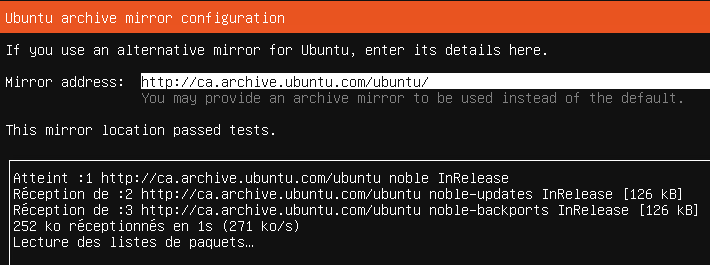 Ubuntu archive mirror configuration
If you use an alternative mirror for Ubuntu, enter its details here.
Mirror address: http://ca.archive.ubuntu.com/ubuntu/
You may provide an archive mirror to be used instead of the default.
This mirror location passed tests.
Atteint :1 http://ca.archive.ubuntu.com/ubuntu noble InRelease
Réception de :2 http://ca.archive.ubuntu.com/ubuntu noble-updates InRelease [126 kB]
Réception de :3 http://ca.archive.ubuntu.com/ubuntu noble-backports InRelease [126 kB]
252 ko réceptionnés en 1s (271 ko/s)
Lecture des listes de paquets…